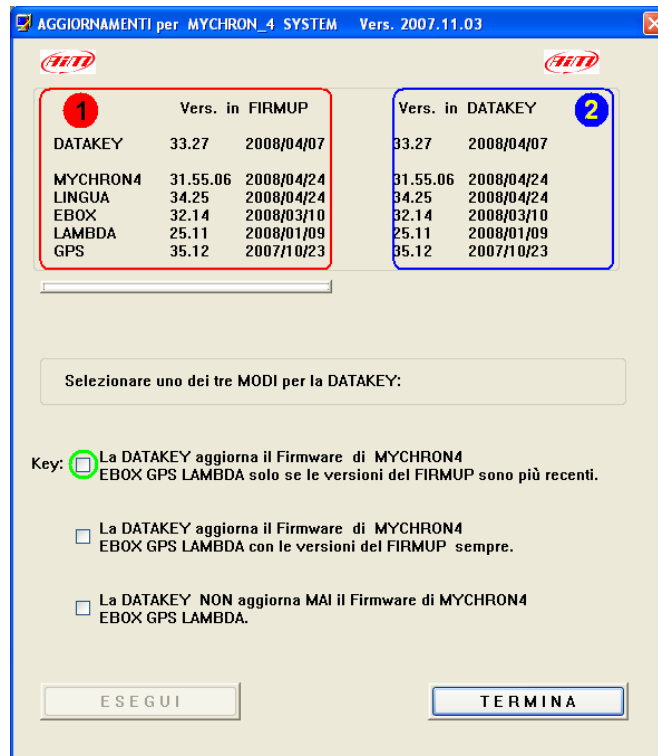 AGGIORNAMENTI per MYCHRON_4 SYSTEM Vers. 2007.11.03
AiM AiM
1 Vers. in FIRMUP Vers. in DATAKEY 2
DATAKEY 33.27 2008/04/07 33.27 2008/04/07
MYCHRON4 31.55.06 2008/04/24 31.55.06 2008/04/24
LINGUA 34.25 2008/04/24 34.25 2008/04/24
EBOX 32.14 2008/03/10 32.14 2008/03/10
LAMBDA 25.11 2008/01/09 25.11 2008/01/09
GPS 35.12 2007/10/23 35.12 2007/10/23
Selezionare uno dei tre MODI per la DATAKEY:
Key: La DATAKEY aggiorna il Firmware di MYCHRON4
EBOX GPS LAMBDA solo se le versioni del FIRMUP sono più recenti.
La DATAKEY aggiorna il Firmware di MYCHRON4
EBOX GPS LAMBDA con le versioni del FIRMUP sempre.
La DATAKEY NON aggiorna MAI il Firmware di MYCHRON4
EBOX GPS LAMBDA.
ESEGUI TERMINA